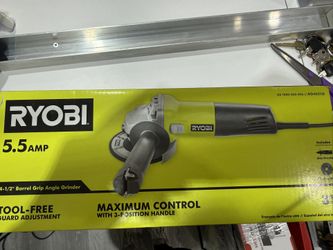 RYOBI
RYOBI
5.5 AMP
4-1/2" Barrel Grip Angle Grinder
TOOL-FREE
GUARD ADJUSTMENT
MAXIMUM CONTROL
WITH 3-POSITION HANDLE